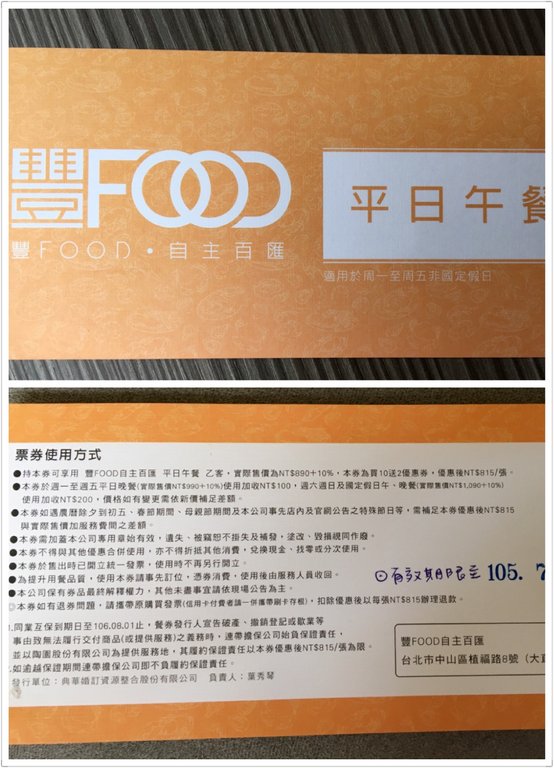 豐FOOD
豐FOOD・自主百匯
平日午餐
適用於周一至周五非國定假日
票券使用方式
●持本券可享用 豐FOOD自主百匯 平日午餐 乙客,實際售價為NT$890+10%,本券為買10送2優惠券,優惠後NT$815/張。
●本券於週一至週五平日晚餐(實際售價NT$990+10%)使用加收NT$100,週六週日及國定假日午、晚餐(實際售價NT$1,090+10%)
使用加收NT$200,價格如有變更需依新價補足差額。
●本券如遇農曆除夕到初五、春節期間、母親節期間及本公司事先店內及官網公告之特殊節日等,需補足本券優惠後NT$815
與實際售價加服務費間之差額。
●本券需加蓋本公司專用章始有效,遺失、被竊恕不掛失及補發,塗改、毀損視同作廢。
●本券不得與其他優惠合併使用,亦不得折抵其他消費,兌換現金、找零或分次使用。
●本券於售出時已開立統一發票,使用時不再另行開立。
●為提升用餐品質,使用本券請事先訂位,憑券消費,使用後由服務人員收回。
●本公司保有券品最終解釋權力,其他未盡事宜請依現場公告為主。
●本券如有退券問題,請攜帶原購買發票(信用卡付費者請一併攜帶刷卡存根),扣除優惠後以每張NT$815辦理退款。
⊙有效期限至 105. 7
.同業互保到期日至106.08.01止,餐券發行人宣告破產、撤銷登記或歇業等
事由致無法履行交付商品(或提供服務)之義務時,連帶擔保公司始負保證責任,
並以陶園股份有限公司為提供服務地,其履約保證責任以本券優惠後NT$815/張為限。
.如逾越保證期間連帶擔保公司即不負履約保證責任。
發行單位:典華婚訂資源整合股份有限公司 負責人:葉秀琴
豐FOOD自主百匯
台北市中山區植福路8號(大直